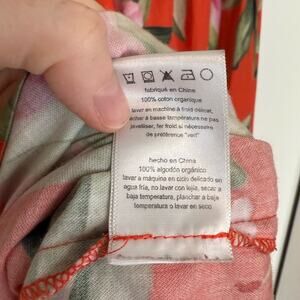 fabriqué en China
100% coton organique
laver en machine à froid délicat,
sécher à basse température ne pas
javelliser, fer froid si nécessaire
de préférence "vert"
hecho en China
100% algodón orgánico
lavar a máquina en ciclo delicado en
agua fría, no lavar con lejía, secar a
baja temperatura, planchar a baja
temperatura o lavar en seco